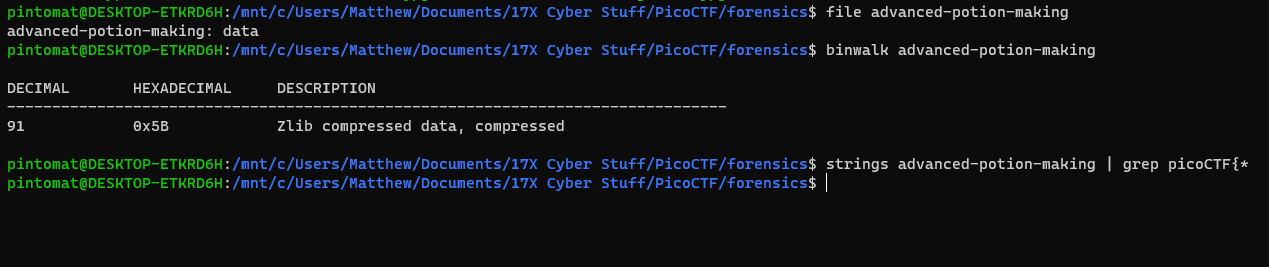 pintomat@DESKTOP-ETKRD6H:/mnt/c/Users/Matthew/Documents/17X Cyber Stuff/PicoCTF/forensics$ file advanced-potion-making
advanced-potion-making: data
pintomat@DESKTOP-ETKRD6H:/mnt/c/Users/Matthew/Documents/17X Cyber Stuff/PicoCTF/forensics$ binwalk advanced-potion-making
DECIMAL       HEXADECIMAL     DESCRIPTION
--------------------------------------------------------------------------------
91            0x5B            Zlib compressed data, compressed
pintomat@DESKTOP-ETKRD6H:/mnt/c/Users/Matthew/Documents/17X Cyber Stuff/PicoCTF/forensics$ strings advanced-potion-making | grep picoCTF{*
pintomat@DESKTOP-ETKRD6H:/mnt/c/Users/Matthew/Documents/17X Cyber Stuff/PicoCTF/forensics$